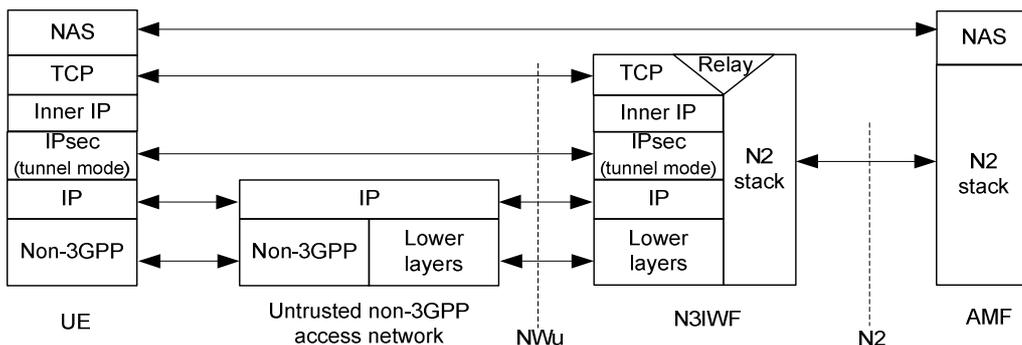 NAS
TCP
Inner IP
IPsec
(tunnel mode)
IP
Non-3GPP
UE
IP
Non-3GPP
Lower
layers
Untrusted non-3GPP
access network
NWu
TCP
Relay
Inner IP
IPsec
(tunnel mode)
IP
Lower
layers
N2
stack
N3IWF
N2
NAS
N2
stack
AMF